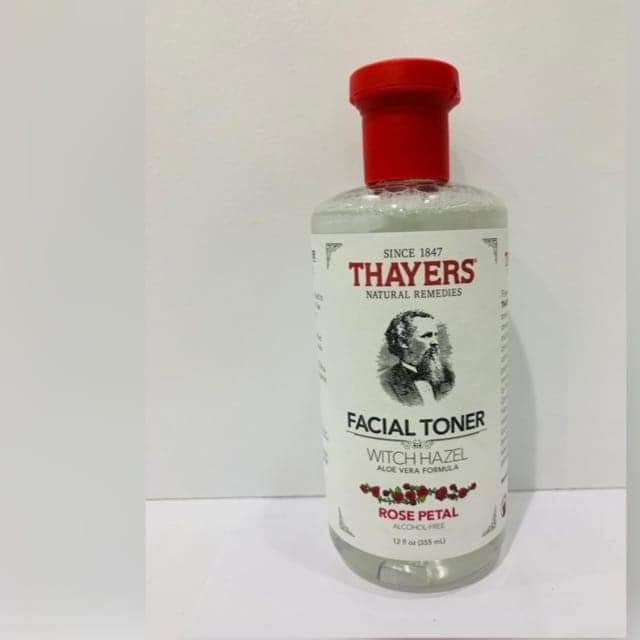 SINCE 1847
THAYERS®
NATURAL REMEDIES
FACIAL TONER
WITCH HAZEL
ALOE VERA FORMULA
ROSE PETAL
ALCOHOL-FREE
12 fl oz (355 mL)